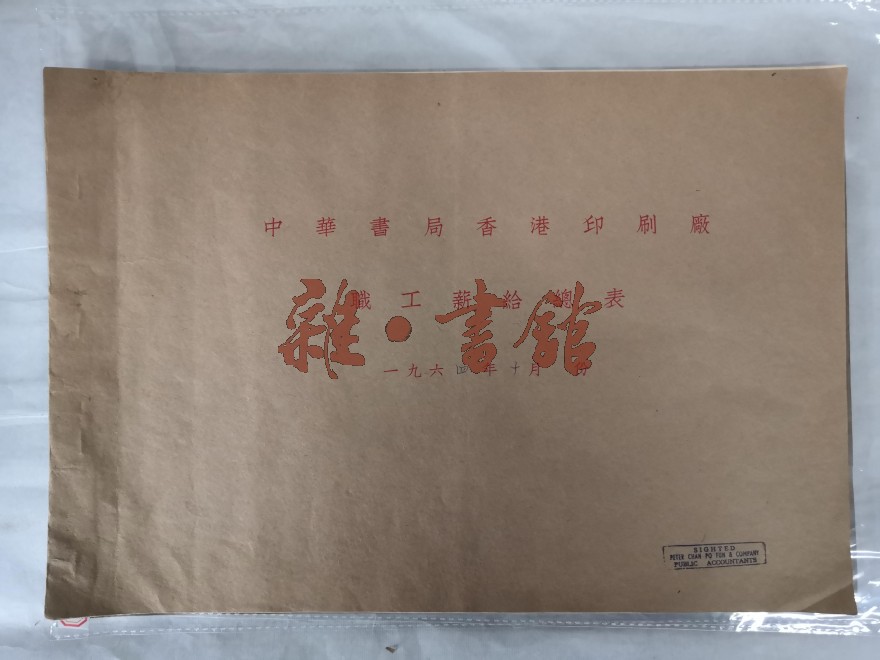 中華書局香港印刷廠
職工薪給總表
雜·書館
一九六四年十月份
SIGHTED
PETER CHAN PO FUN & COMPANY
PUBLIC ACCOUNTANTS